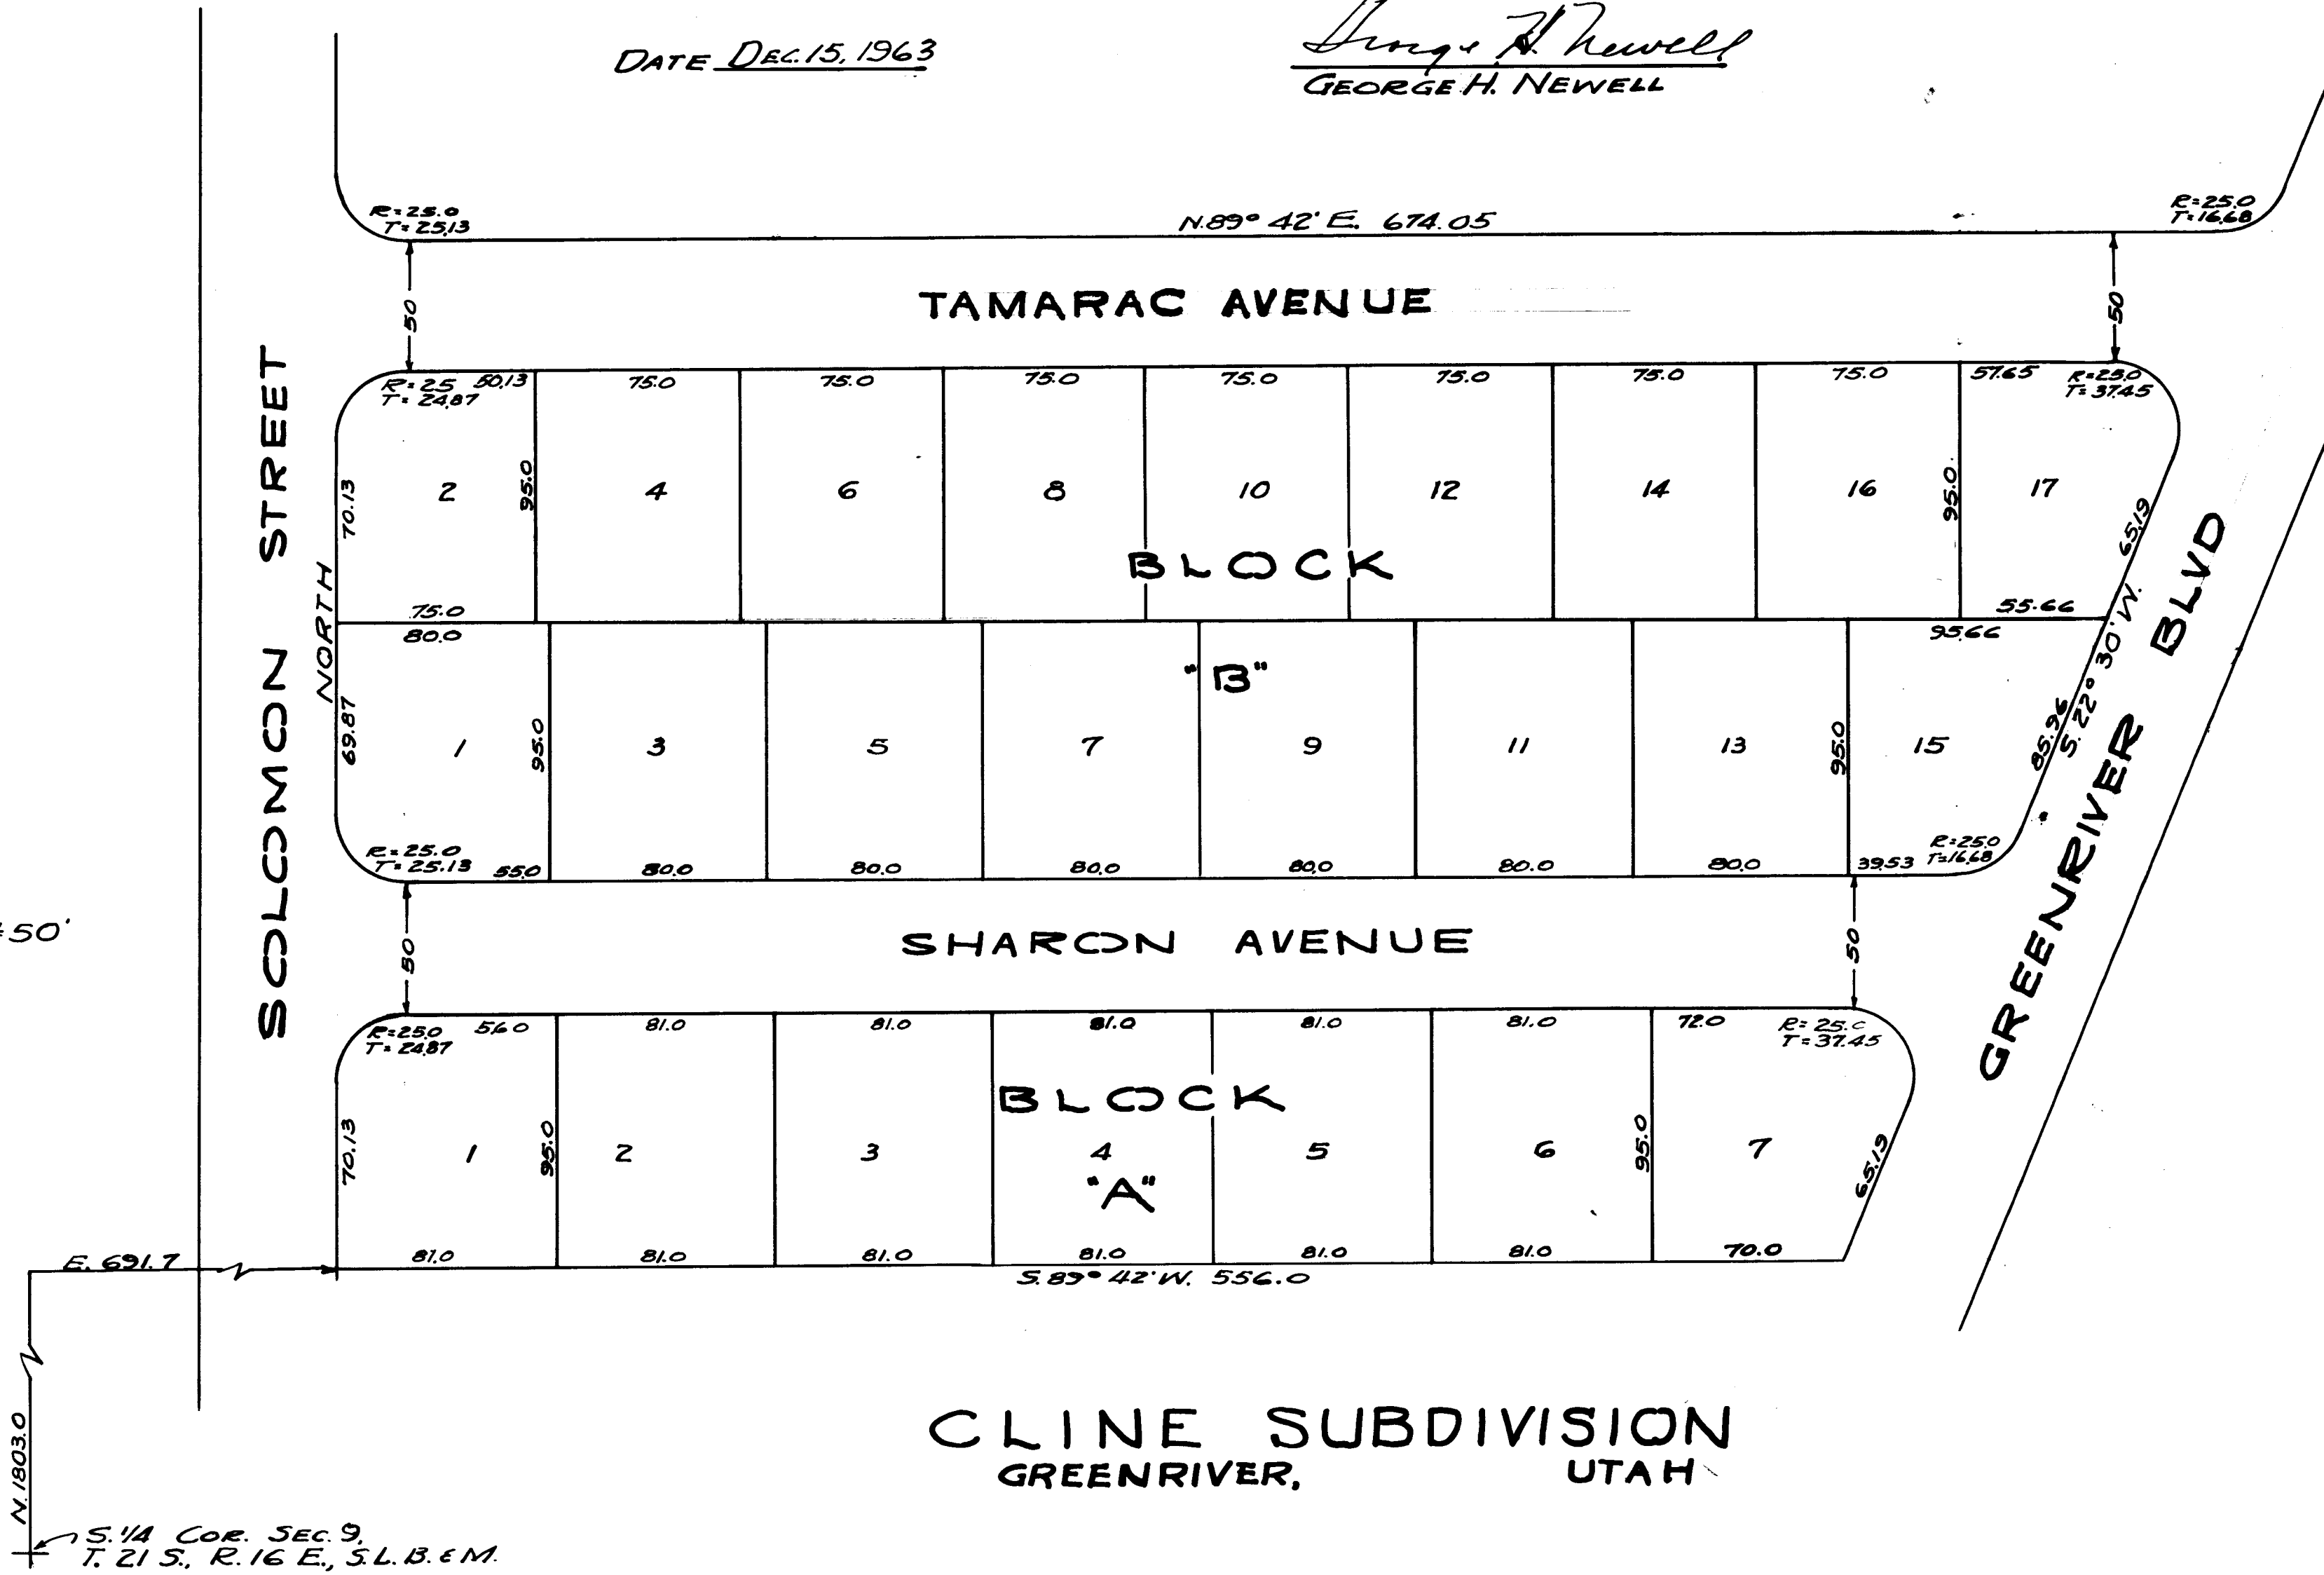 DATE DEC. 15, 1963
George H. Newell
GEORGE H. NEWELL
R=25.0
T=25.13
N.89° 42' E. 674.05
R=25.0
T=16.68
50
TAMARAC AVENUE
50
R=25 50.13
T=24.87
75.0
75.0
75.0
75.0
75.0
75.0
75.0
57.65
R=25.0
T=37.45
70.13
2
95.0
4
6
8
10
12
14
16
95.0
17
65.19
BLOCK
75.0
55.66
NORTH
SOLOMON STREET
S. 22° 30' W.
GREENRIVER BLVD
80.0
95.66
"B"
69.87
1
95.0
3
5
7
9
11
13
95.0
15
85.96
R=25.0
T=25.13
55.0
80.0
80.0
80.0
80.0
80.0
80.0
39.53
R=25.0
T=16.68
=50'
50
SHARON AVENUE
50
R=25.0
T=24.87
56.0
81.0
81.0
81.0
81.0
81.0
72.0
R=25.0
T=37.45
BLOCK
70.13
1
95.0
2
3
4
5
6
95.0
7
65.19
"A"
81.0
81.0
81.0
81.0
81.0
81.0
70.0
E. 691.7
S. 89° 42' W. 556.0
N. 1803.0
CLINE SUBDIVISION
GREENRIVER, UTAH
S. 1/4 COR. SEC. 9,
T. 21 S., R. 16 E., S.L.B. & M.